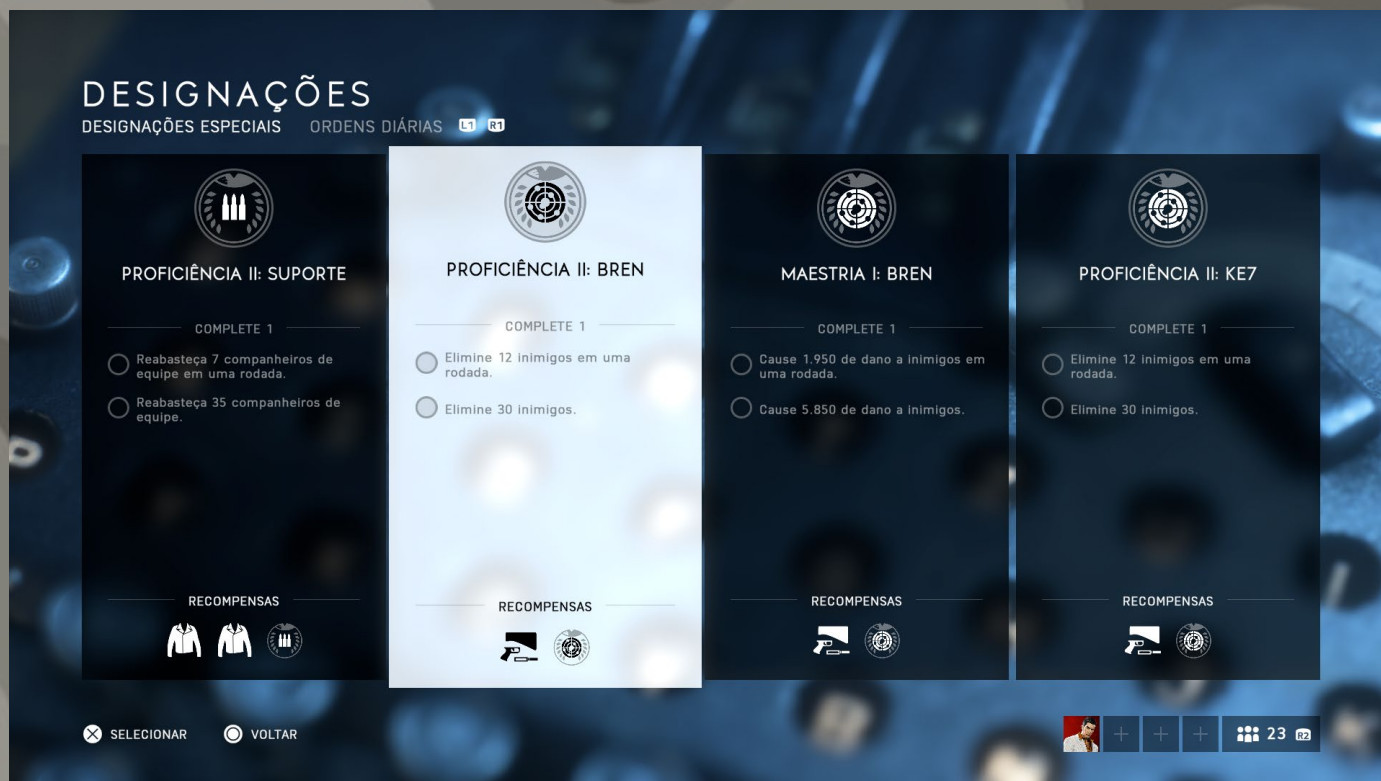 DESIGNAÇÕES
DESIGNAÇÕES ESPECIAIS ORDENS DIÁRIAS L1 R1
PROFICIÊNCIA II: SUPORTE
COMPLETE 1
Reabasteça 7 companheiros de
equipe em uma rodada.
Reabasteça 35 companheiros de
equipe.
RECOMPENSAS
PROFICIÊNCIA II: BREN
COMPLETE 1
Elimine 12 inimigos em uma
rodada.
Elimine 30 inimigos.
RECOMPENSAS
MAESTRIA I: BREN
COMPLETE 1
Cause 1.950 de dano a inimigos em
uma rodada.
Cause 5.850 de dano a inimigos.
RECOMPENSAS
PROFICIÊNCIA II: KE7
COMPLETE 1
Elimine 12 inimigos em uma
rodada.
Elimine 30 inimigos.
RECOMPENSAS
SELECIONAR VOLTAR
23 R2